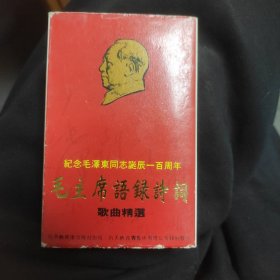 紀念毛澤東同志誕辰一百周年
毛主席語録詩詞
歌曲精選